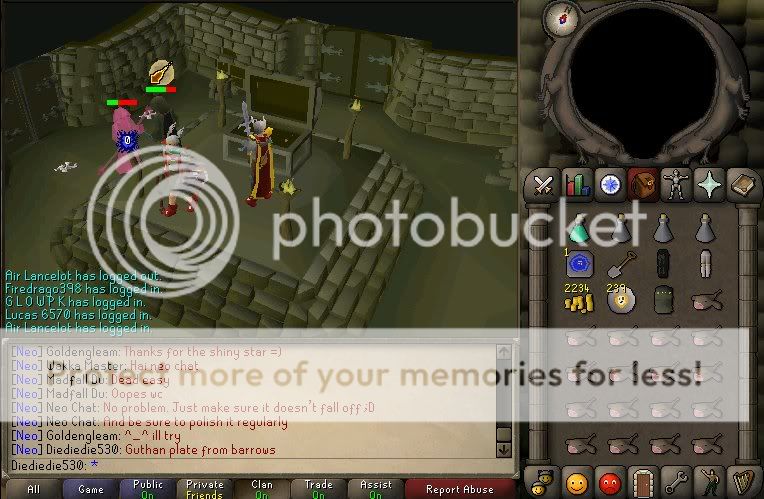 Air Lancelot has logged out.
Firedrago398 has logged in.
G L O W P K has logged in.
Lucas 6570 has logged in.
Air Lancelot has logged in.
[Neo] Goldengleam: Thanks for the shiny star =)
[Neo] Wakka Master: Hai neo chat
[Neo] Madfall Du: Dead easy
[Neo] Madfall Du: Oopes wc
[Neo] Neo Chat: No problem. Just make sure it doesn't fall off ;D
[Neo] Neo Chat: And be sure to polish it regularly
[Neo] Goldengleam: ^_^ ill try
[Neo] Diediedie530: Guthan plate from barrows
Diediedie530: *
All
Game
Public
On
Private
Friends
Clan
On
Trade
On
Assist
On
Report Abuse
0
1
2234
photobucket
Protect more of your memories for less!